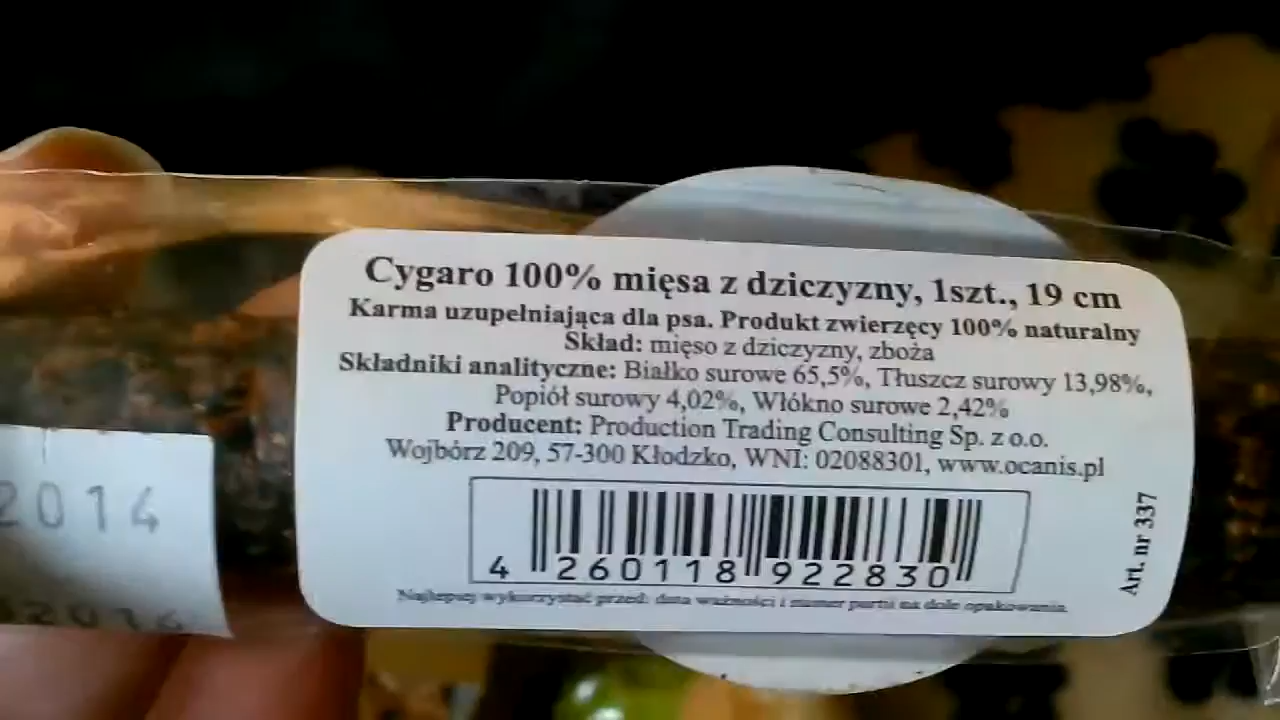 Cygaro 100% mięsa z dziczyzny, 1szt., 19 cm
Karma uzupełniająca dla psa. Produkt zwierzęcy 100% naturalny
Skład: mięso z dziczyzny, zboża
Składniki analityczne: Białko surowe 65,5%, Tłuszcz surowy 13,98%,
Popiół surowy 4,02%, Włókno surowe 2,42%
Producent: Production Trading Consulting Sp. z o.o.
Wojbórz 209, 57-300 Kłodzko, WNI: 02088301, www.ocanis.pl
4 260118 922830
Art. nr 337
Najlepiej wykorzystać przed: data ważności i numer partii na dole opakowania
2014